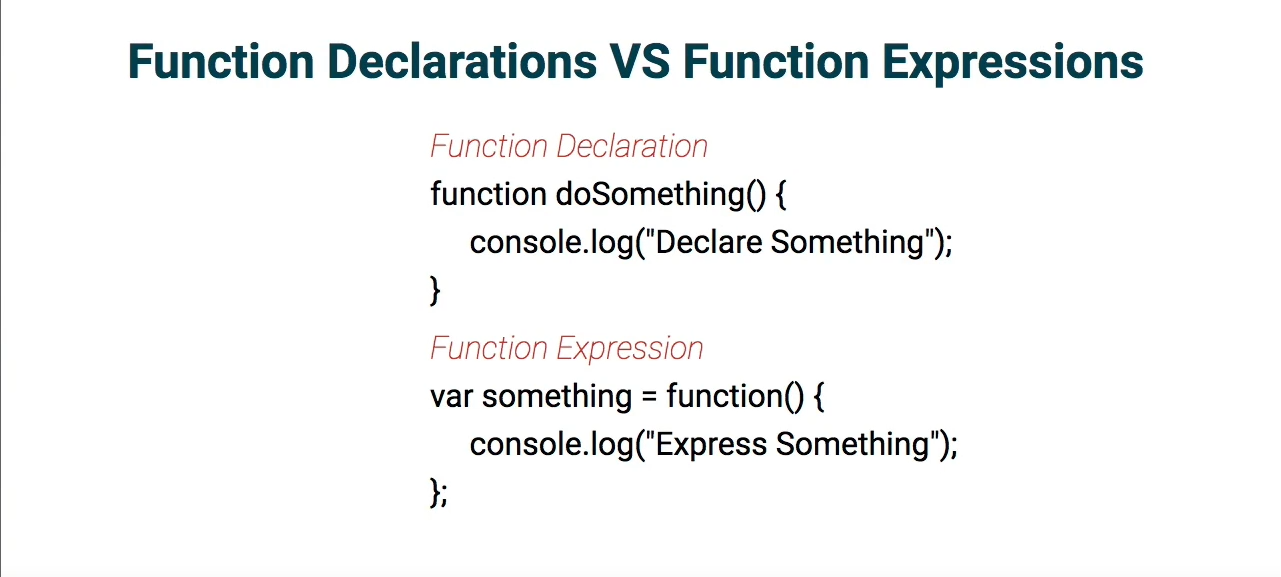 Function Declarations VS Function Expressions
Function Declaration
function doSomething() {
console.log("Declare Something");
}
Function Expression
var something = function() {
console.log("Express Something");
};